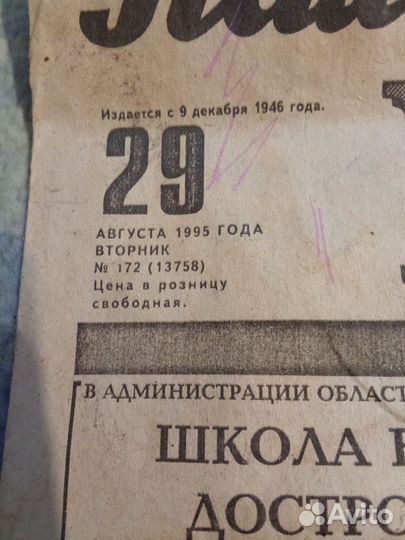 Издается с 9 декабря 1946 года.
29
АВГУСТА 1995 ГОДА
ВТОРНИК
№ 172 (13758)
Цена в розницу
свободная.
В АДМИНИСТРАЦИИ ОБЛАСТ
ШКОЛА
ДОСТРО
Avito